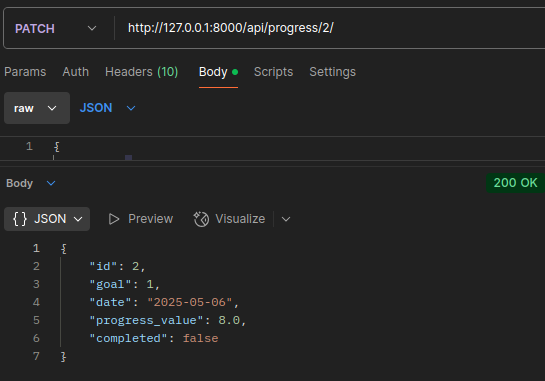 PATCH http://127.0.0.1:8000/api/progress/2/
Params Auth Headers (10) Body Scripts Settings
raw JSON
1 {
Body 200 OK
{} JSON Preview Visualize
1 {
2 "id": 2,
3 "goal": 1,
4 "date": "2025-05-06",
5 "progress_value": 8.0,
6 "completed": false
7 }